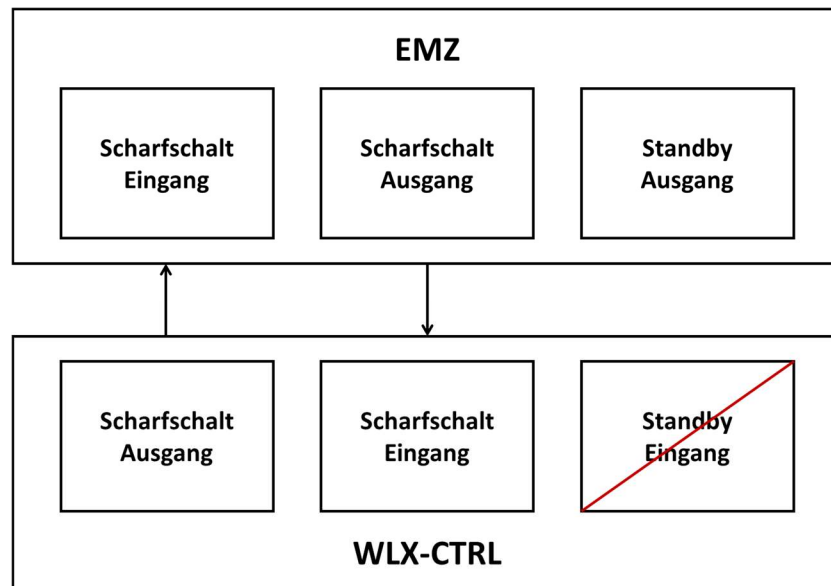 EMZ
Scharfschalt
Eingang
Scharfschalt
Ausgang
Standby
Ausgang
Scharfschalt
Ausgang
Scharfschalt
Eingang
Standby
Eingang
WLX-CTRL